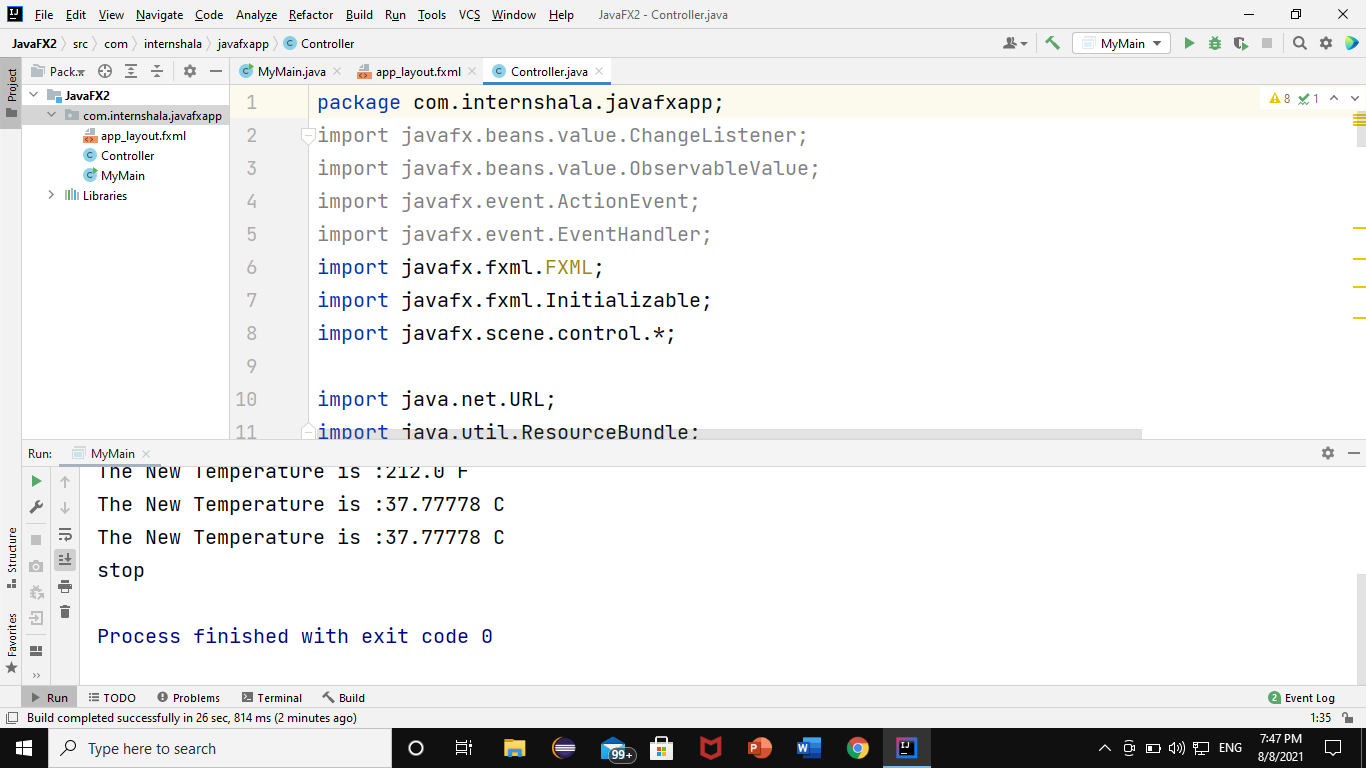 File Edit View Navigate Code Analyze Refactor Build Run Tools VCS Window Help JavaFX2 - Controller.java
JavaFX2 src com internshala javafxapp Controller MyMain
Project
Pack... MyMain.java app_layout.fxml Controller.java
JavaFX2
com.internshala.javafxapp
app_layout.fxml
Controller
MyMain
Libraries
8 1
1 package com.internshala.javafxapp;
2 import javafx.beans.value.ChangeListener;
3 import javafx.beans.value.ObservableValue;
4 import javafx.event.ActionEvent;
5 import javafx.event.EventHandler;
6 import javafx.fxml.FXML;
7 import javafx.fxml.Initializable;
8 import javafx.scene.control.*;
9
10 import java.net.URL;
11 import java.util.ResourceBundle;
Run: MyMain
The New Temperature is :212.0 F
The New Temperature is :37.77778 C
The New Temperature is :37.77778 C
stop
Process finished with exit code 0
Structure
Favorites
Run TODO Problems Terminal Build 2 Event Log
Build completed successfully in 26 sec, 814 ms (2 minutes ago) 1:35
Type here to search 99+ ENG 7:47 PM
8/8/2021